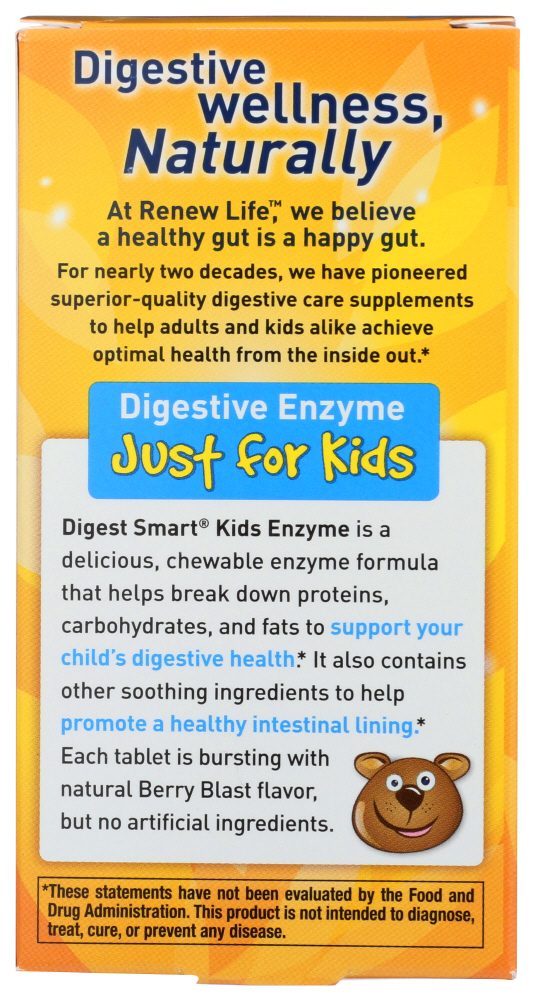 Digestive
wellness,
Naturally
At Renew Life,™ we believe
a healthy gut is a happy gut.
For nearly two decades, we have pioneered
superior-quality digestive care supplements
to help adults and kids alike achieve
optimal health from the inside out.*
Digestive Enzyme
Just for Kids
Digest Smart® Kids Enzyme is a
delicious, chewable enzyme formula
that helps break down proteins,
carbohydrates, and fats to support your
child's digestive health.* It also contains
other soothing ingredients to help
promote a healthy intestinal lining.*
Each tablet is bursting with
natural Berry Blast flavor,
but no artificial ingredients.
*These statements have not been evaluated by the Food and
Drug Administration. This product is not intended to diagnose,
treat, cure, or prevent any disease.